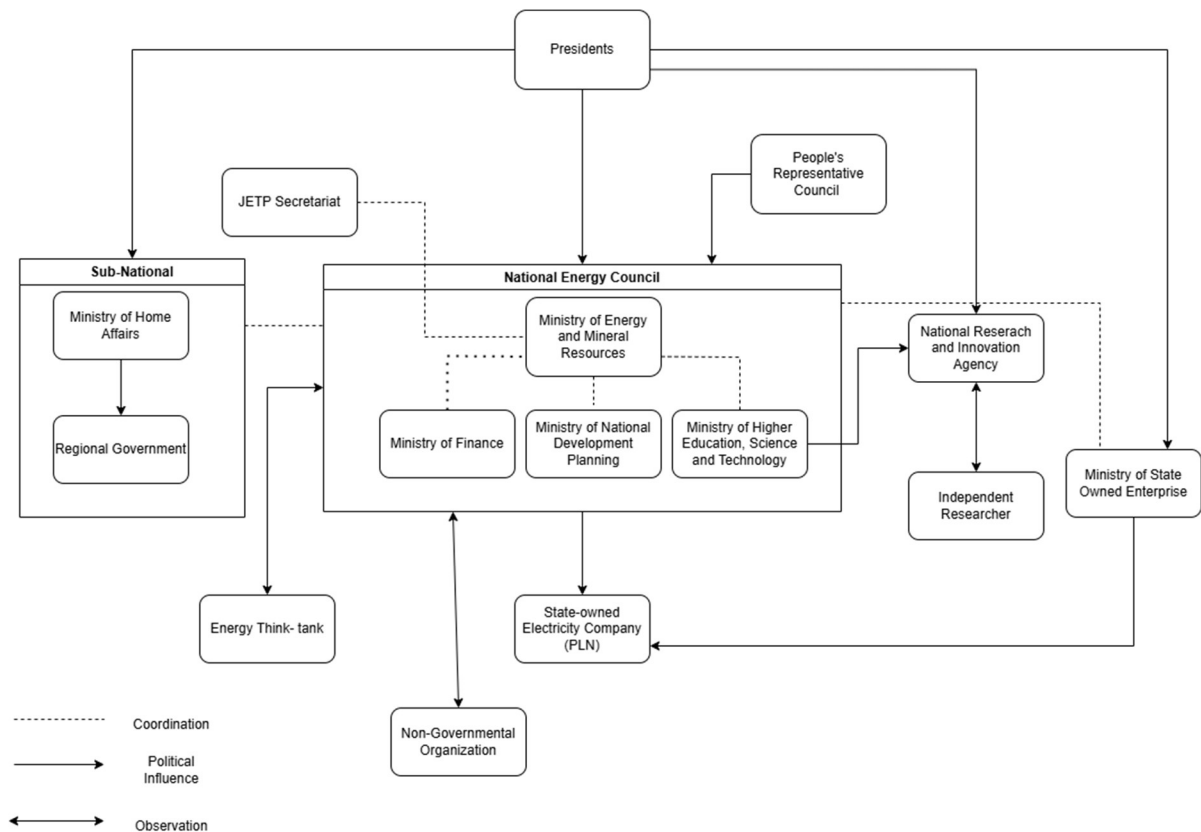 Presidents
People's
Representative
Council
JETP Secretariat
Sub-National
National Energy Council
Ministry of Home
Affairs
Ministry of Energy
and Mineral
Resources
National Reserach
and Innovation
Agency
Regional Government
Ministry of Finance
Ministry of National
Development
Planning
Ministry of Higher
Education, Science
and Technology
Ministry of State
Owned Enterprise
Independent
Researcher
Energy Think- tank
State-owned
Electricity Company
(PLN)
Non-Governmental
Organization
Coordination
Political
Influence
Observation